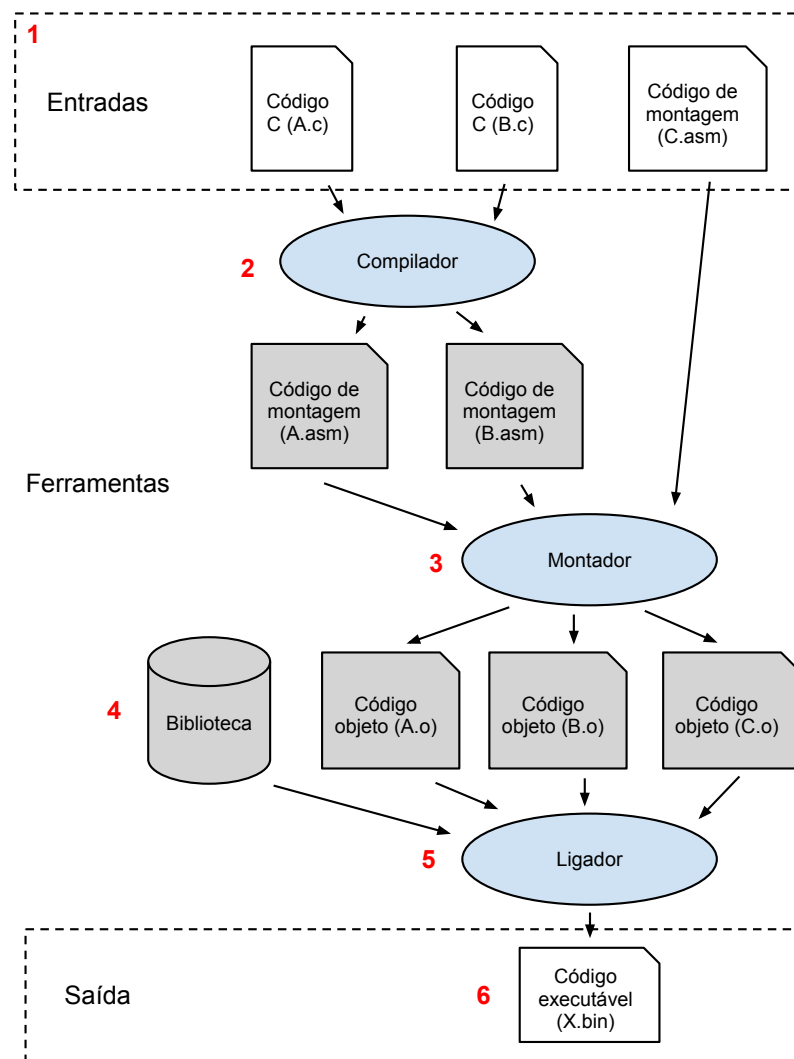 1
Entradas
Código
C (A.c)
Código
C (B.c)
Código de
montagem
(C.asm)
2
Compilador
Código de
montagem
(A.asm)
Código de
montagem
(B.asm)
Ferramentas
3
Montador
4
Biblioteca
Código
objeto (A.o)
Código
objeto (B.o)
Código
objeto (C.o)
5
Ligador
Saída
6
Código
executável
(X.bin)